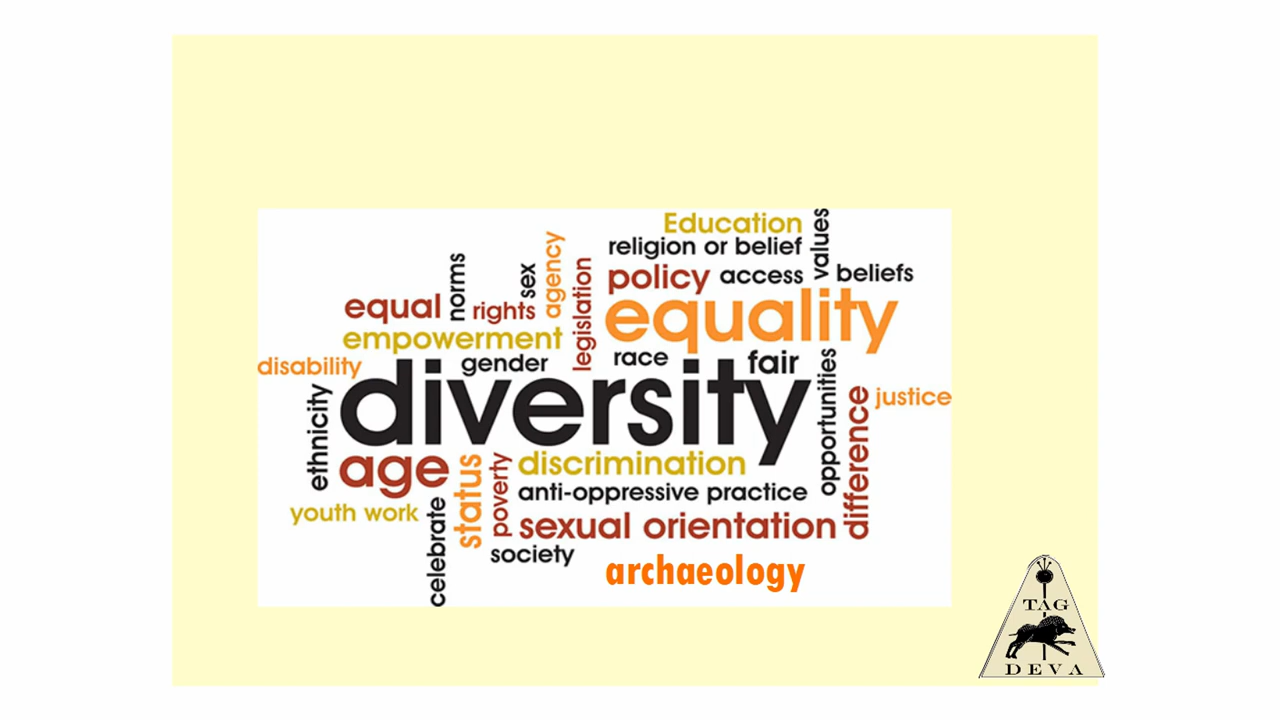 Education
religion or belief
values
policy access beliefs
equality
norms
sex
agency
legislation
equal rights
empowerment
disability
gender
race
fair
diversity
ethnicity
opportunities
difference
justice
age
status
poverty
discrimination
anti-oppressive practice
youth work
celebrate
sexual orientation
society
archaeology
TAG
DEVA